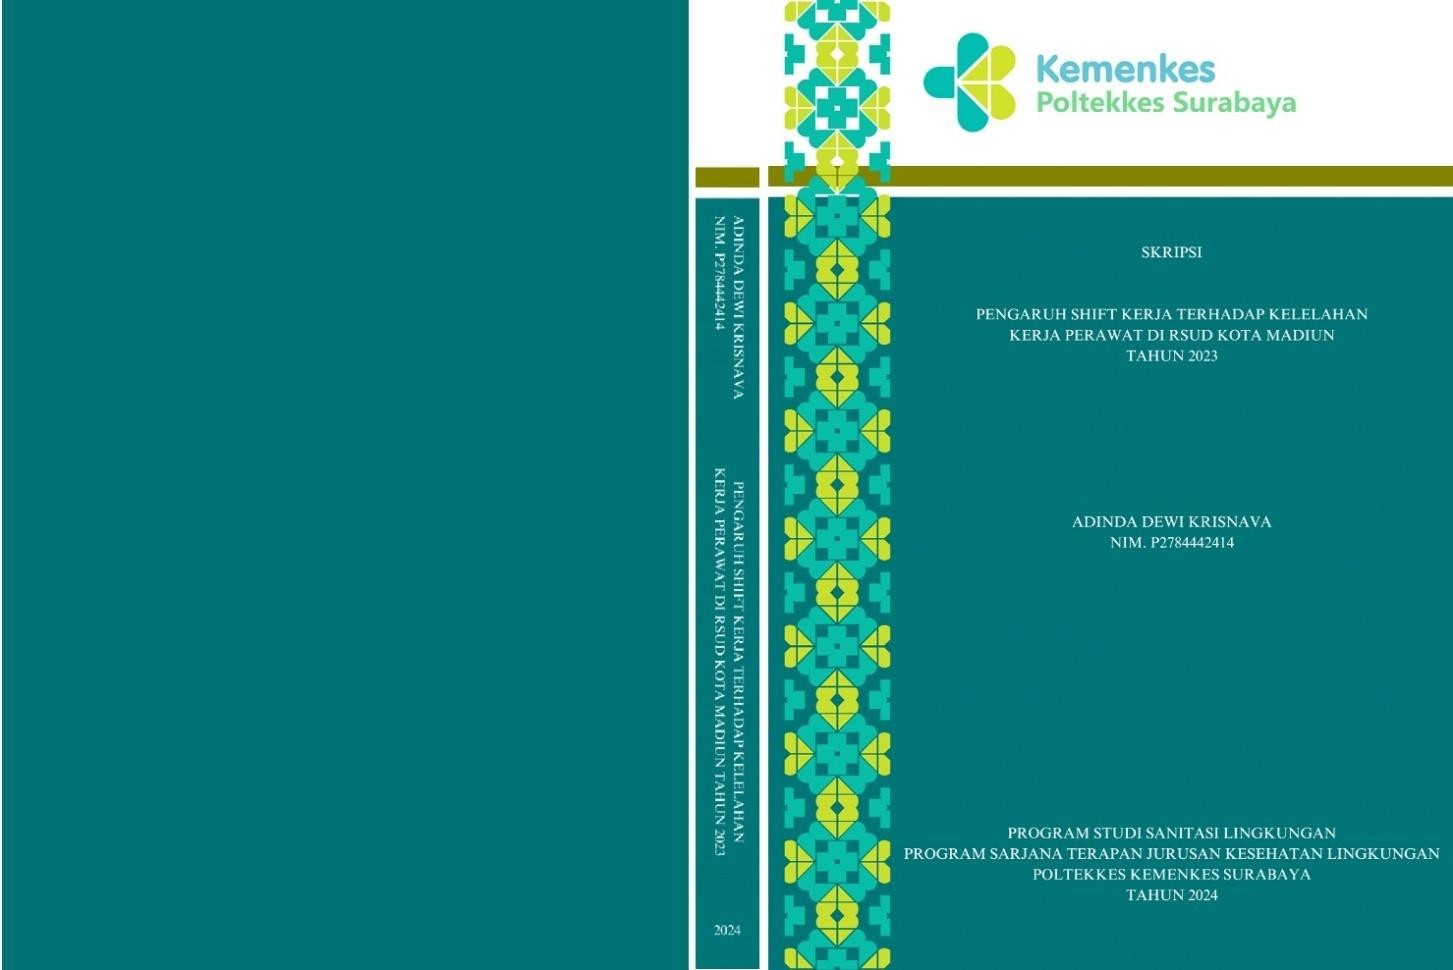 Kemenkes
Poltekkes Surabaya
SKRIPSI
PENGARUH SHIFT KERJA TERHADAP KELELAHAN
KERJA PERAWAT DI RSUD KOTA MADIUN
TAHUN 2023
ADINDA DEWI KRISNAVA
NIM. P2784442414
PROGRAM STUDI SANITASI LINGKUNGAN
PROGRAM SARJANA TERAPAN JURUSAN KESEHATAN LINGKUNGAN
POLTEKKES KEMENKES SURABAYA
TAHUN 2024
ADINDA DEWI KRISNAVA
NIM. P2784442414
PENGARUH SHIFT KERJA TERHADAP KELELAHAN
KERJA PERAWAT DI RSUD KOTA MADIUN TAHUN 2023
2024